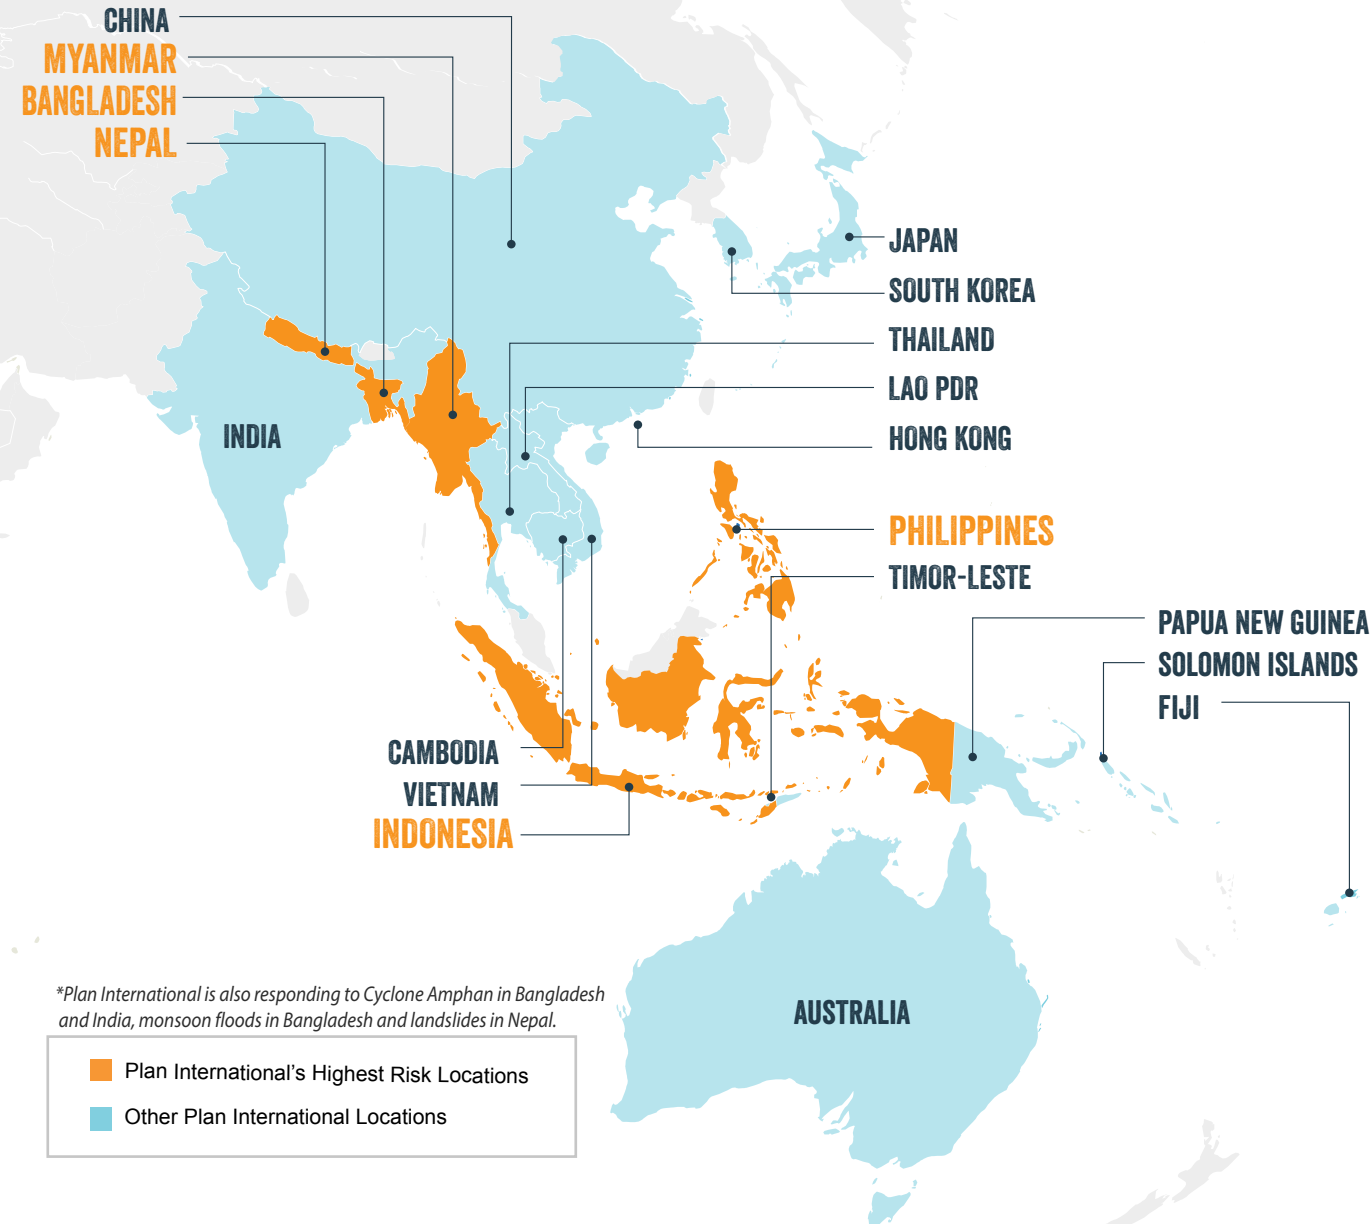 CHINA
MYANMAR
BANGLADESH
NEPAL
JAPAN
SOUTH KOREA
THAILAND
LAO PDR
INDIA
HONG KONG
PHILIPPINES
TIMOR-LESTE
PAPUA NEW GUINEA
SOLOMON ISLANDS
FIJI
CAMBODIA
VIETNAM
INDONESIA
AUSTRALIA
*Plan International is also responding to Cyclone Amphan in Bangladesh
and India, monsoon floods in Bangladesh and landslides in Nepal.
Plan International's Highest Risk Locations
Other Plan International Locations